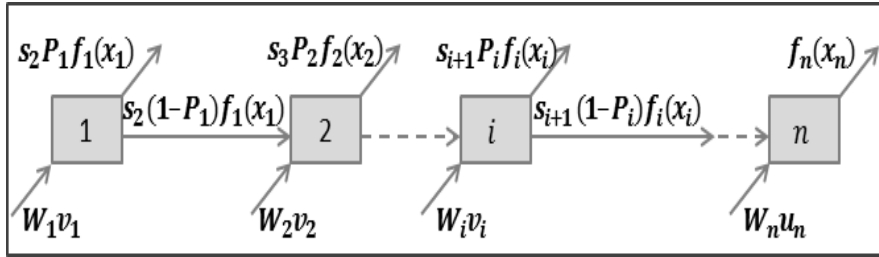 s₂P₁f₁(x₁) s₃P₂f₂(x₂) sᵢ₊₁Pᵢfᵢ(xᵢ) fₙ(xₙ)
1 s₂(1-P₁)f₁(x₁) 2 i sᵢ₊₁(1-Pᵢ)fᵢ(xᵢ) n
W₁v₁ W₂v₂ Wᵢvᵢ Wₙuₙ